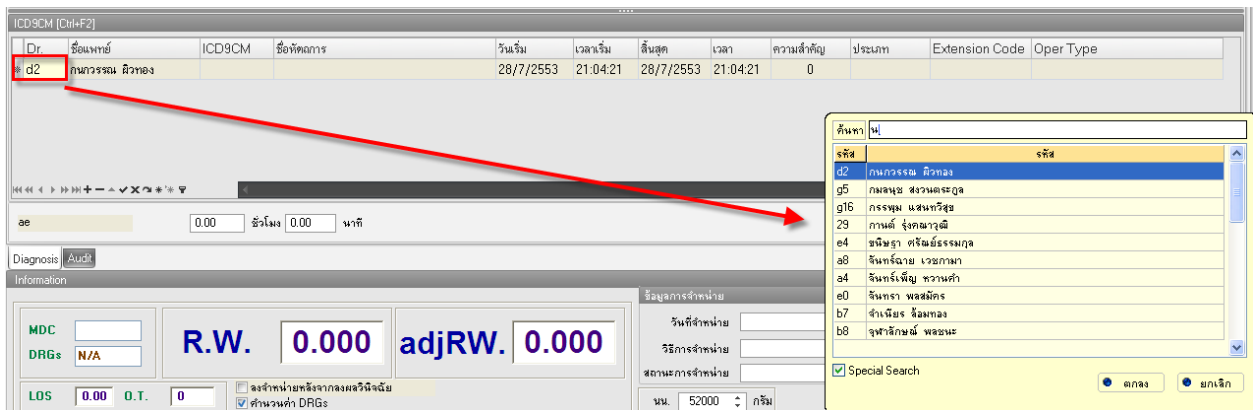 ICD9CM [Ctrl+F2]
Dr. ชื่อแพทย์ ICD9CM ชื่อหัตถการ วันเริ่ม เวลาเริ่ม สิ้นสุด เวลา ความสำคัญ ประเภท Extension Code Oper Type
d2 กนกวรรณ ผิวทอง 28/7/2553 21:04:21 28/7/2553 21:04:21 0
ae 0.00 ชั่วโมง 0.00 นาที
Diagnosis Audit
Information
MDC
DRGs N/A
R.W. 0.000 adjRW. 0.000
LOS 0.00 O.T. 0
ลงจำหน่ายหลังจากลงผลวินิจฉัย
คำนวนค่า DRGs
ข้อมูลการจำหน่าย
วันที่จำหน่าย
วิธีการจำหน่าย
สถานะการจำหน่าย
นน. 52000 กรัม
ค้นหา น
รหัส รหัส
d2 กนกวรรณ ผิวทอง
g5 กมลนุช สงวนตระกูล
g16 กรรพุม แสนทวีสุข
29 กานต์ รุ่งคณาวุฒิ
e4 ขนิษฐา ศรัณย์ธรรมกุล
a8 จันทร์ฉาย เวชกามา
a4 จันทร์เพ็ญ หวานคำ
e0 จันทรา พลสมัคร
b7 จำเนียร ล้อมทอง
b8 จุฬาลักษณ์ พลชนะ
Special Search
ตกลง ยกเลิก